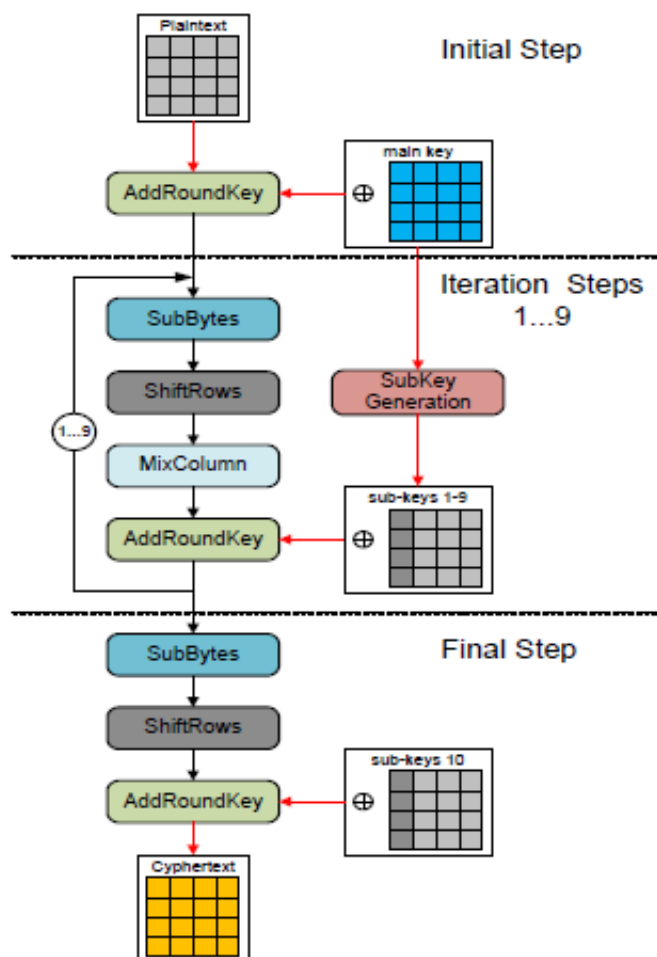 Plaintext
Initial Step
main key
⊕
AddRoundKey
Iteration Steps
1...9
SubBytes
SubKey
Generation
ShiftRows
1...9
MixColumn
sub-keys 1-9
AddRoundKey
⊕
SubBytes
Final Step
ShiftRows
sub-keys 10
AddRoundKey
⊕
Cyphertext